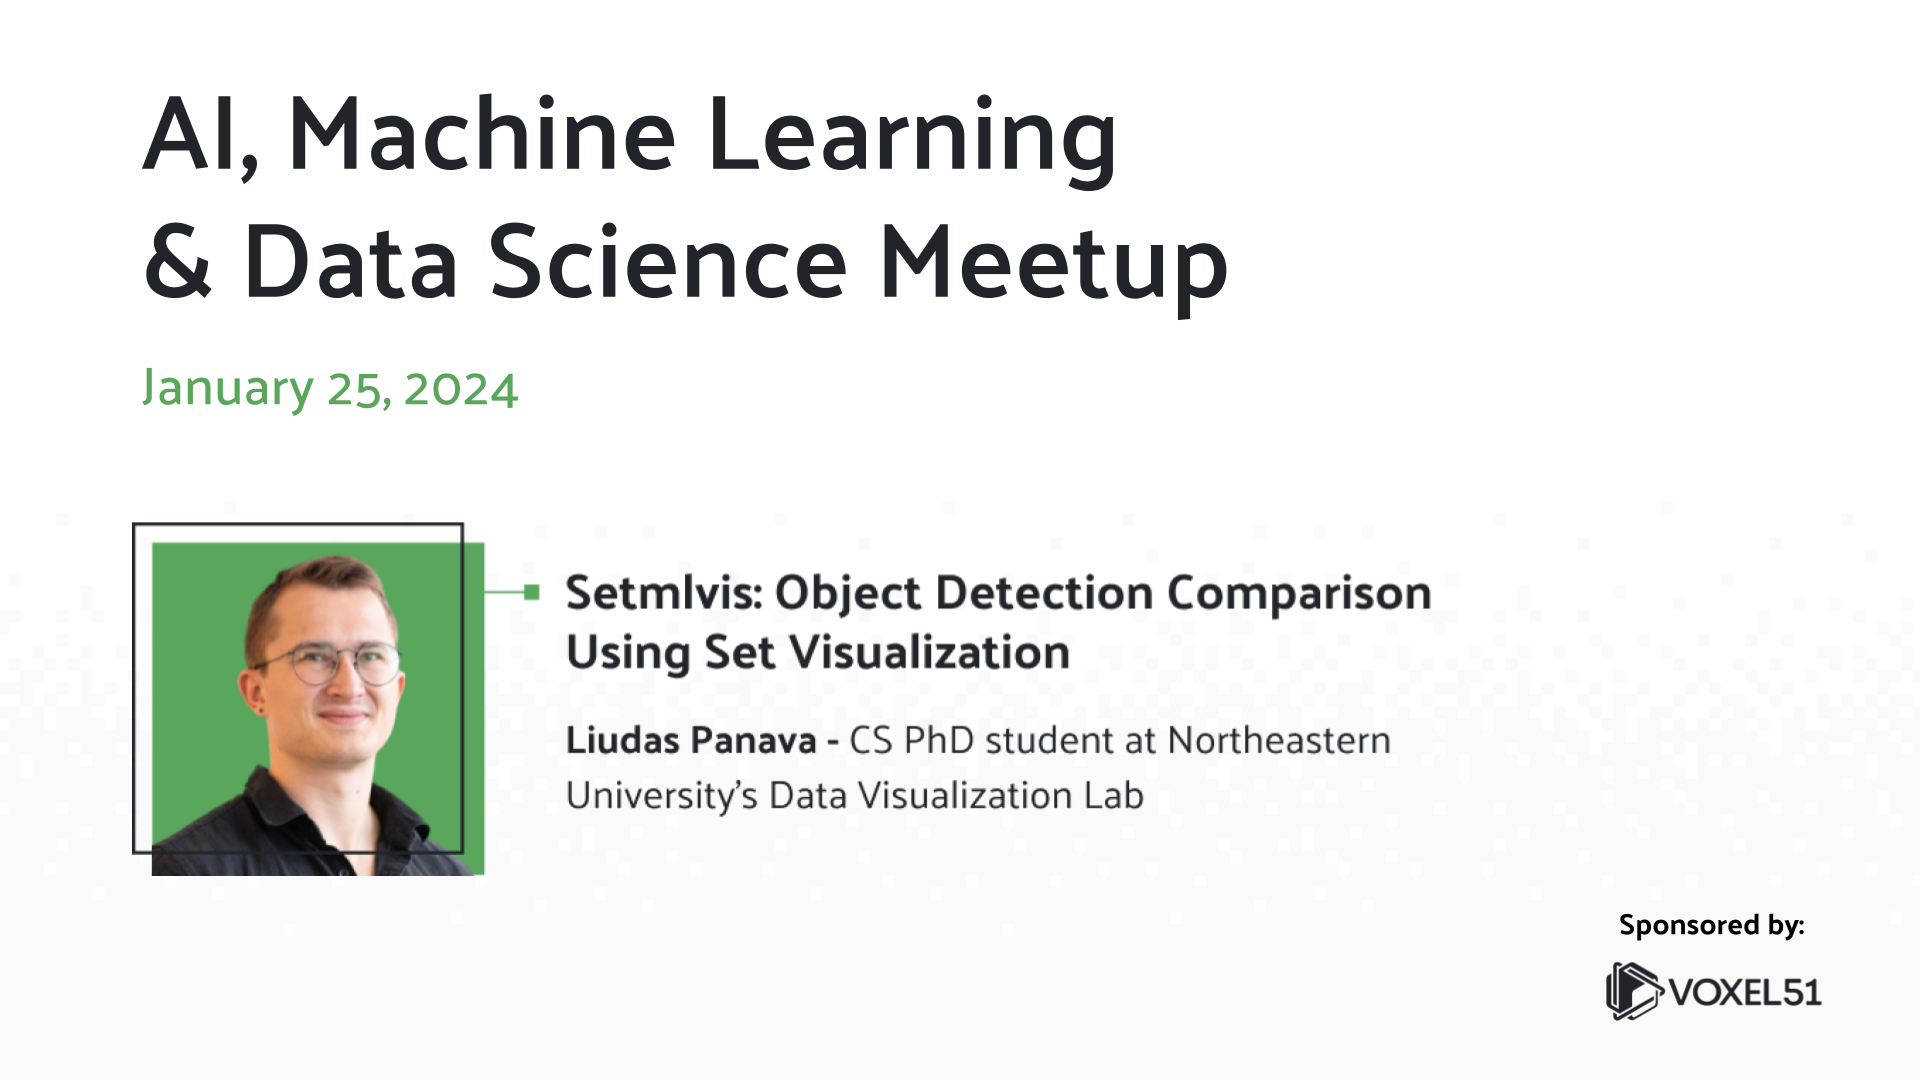 AI, Machine Learning
& Data Science Meetup
January 25, 2024
Setmlvis: Object Detection Comparison
Using Set Visualization
Liudas Panava - CS PhD student at Northeastern
University’s Data Visualization Lab
Sponsored by:
VOXEL51